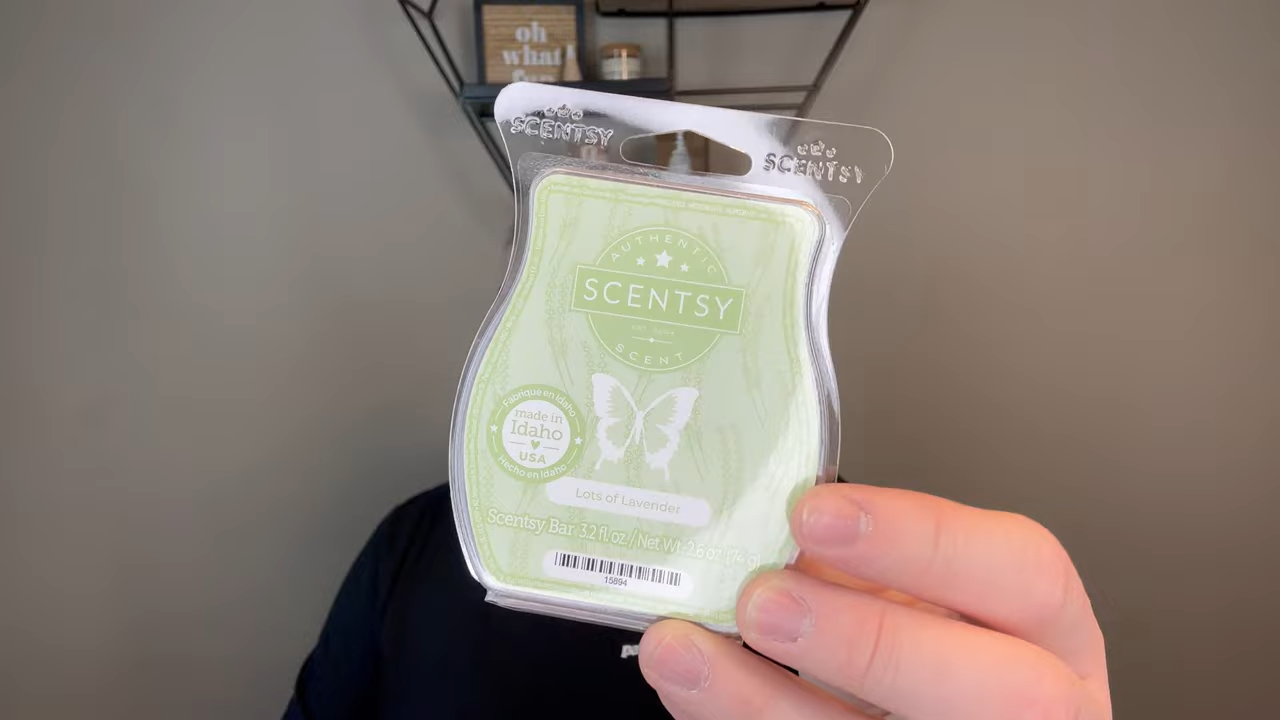 oh
what
SCENTSY
SCENTSY
AUTHENTIC
SCENTSY
SCENT
Fabriqué en Idaho
made in
Idaho
USA
Hecho en Idaho
Lots of Lavender
Scentsy Bar 3.2 fl. oz. / Net Wt. 2.6 oz (74 g)
15894